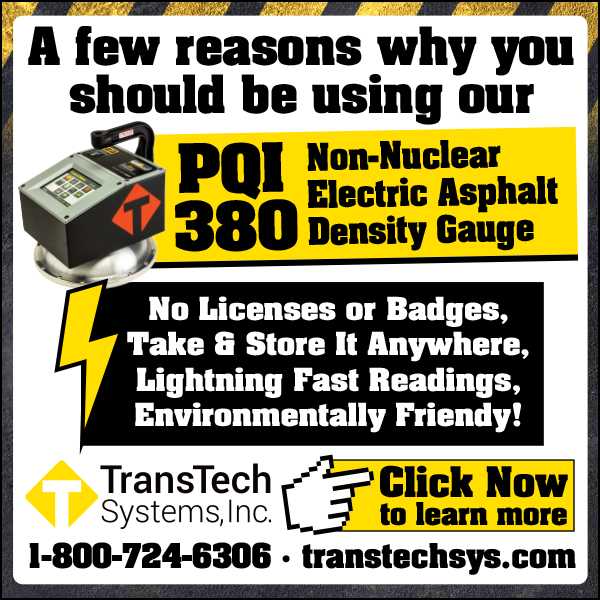 A few reasons why you
should be using our
PQI
380
Non-Nuclear
Electric Asphalt
Density Gauge
No Licenses or Badges,
Take & Store It Anywhere,
Lightning Fast Readings,
Environmentally Friendy!
TransTech
Systems,Inc.
Click Now
to learn more
1-800-724-6306 · transtechsys.com